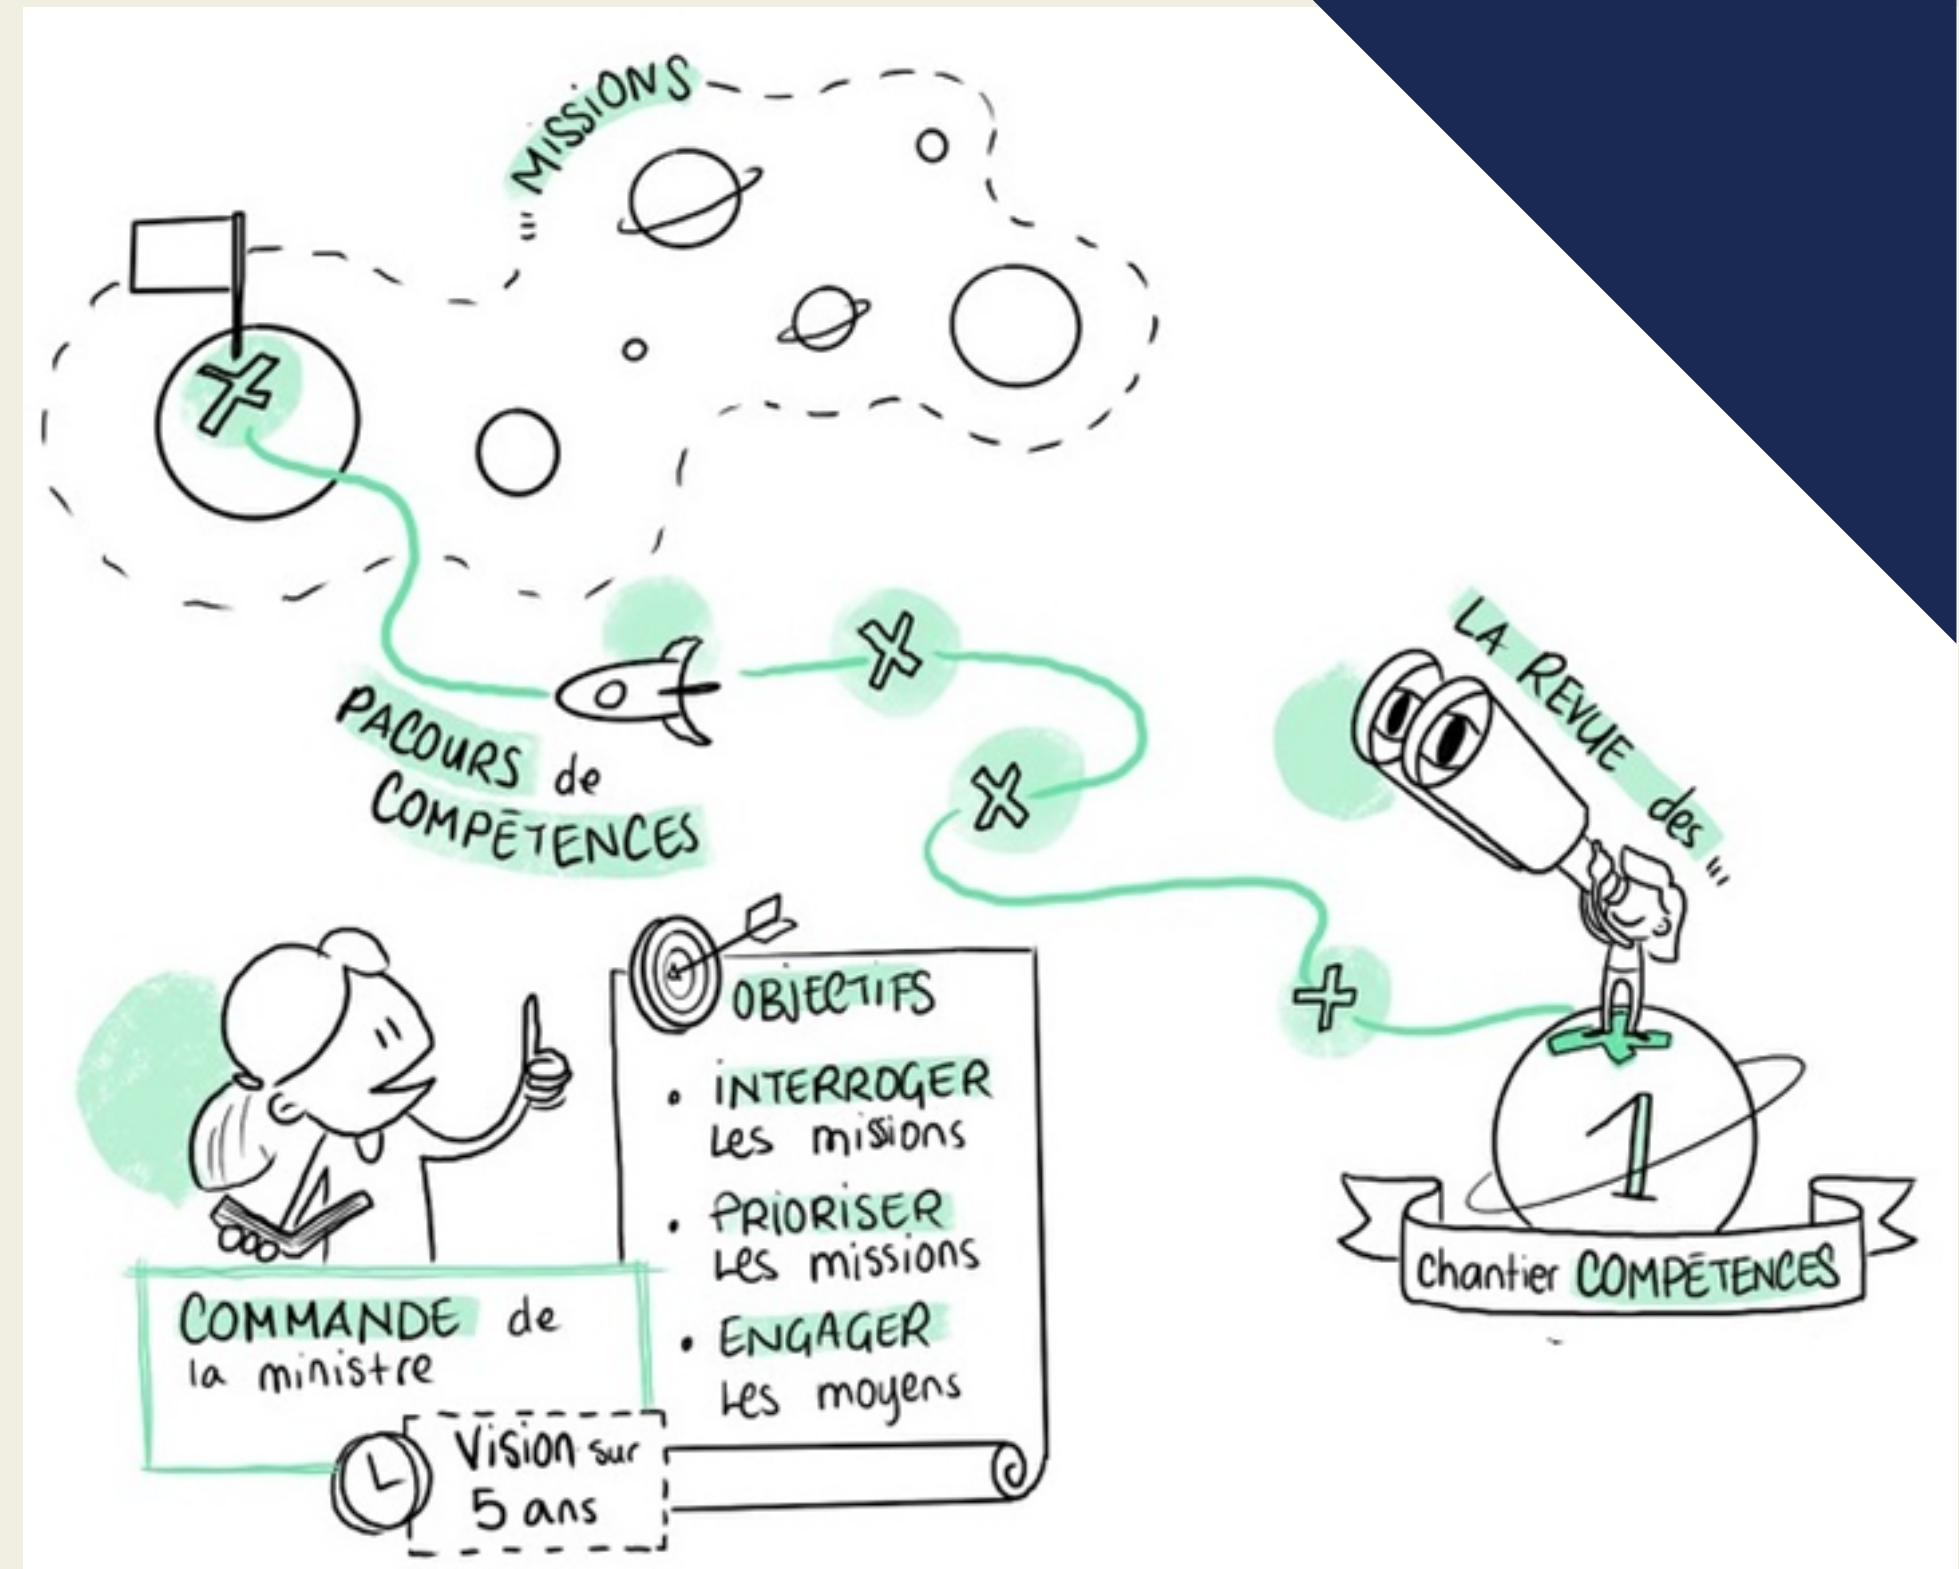 MISSIONS
LA REVUE des
PACOURS de
COMPÉTENCES
OBJECTIFS
• INTERROGER
Les missions
• PRIORISER
Les missions
• ENGAGER
Les moyens
COMMANDE de
la ministre
Vision sur
5 ans
1
Chantier COMPÉTENCES